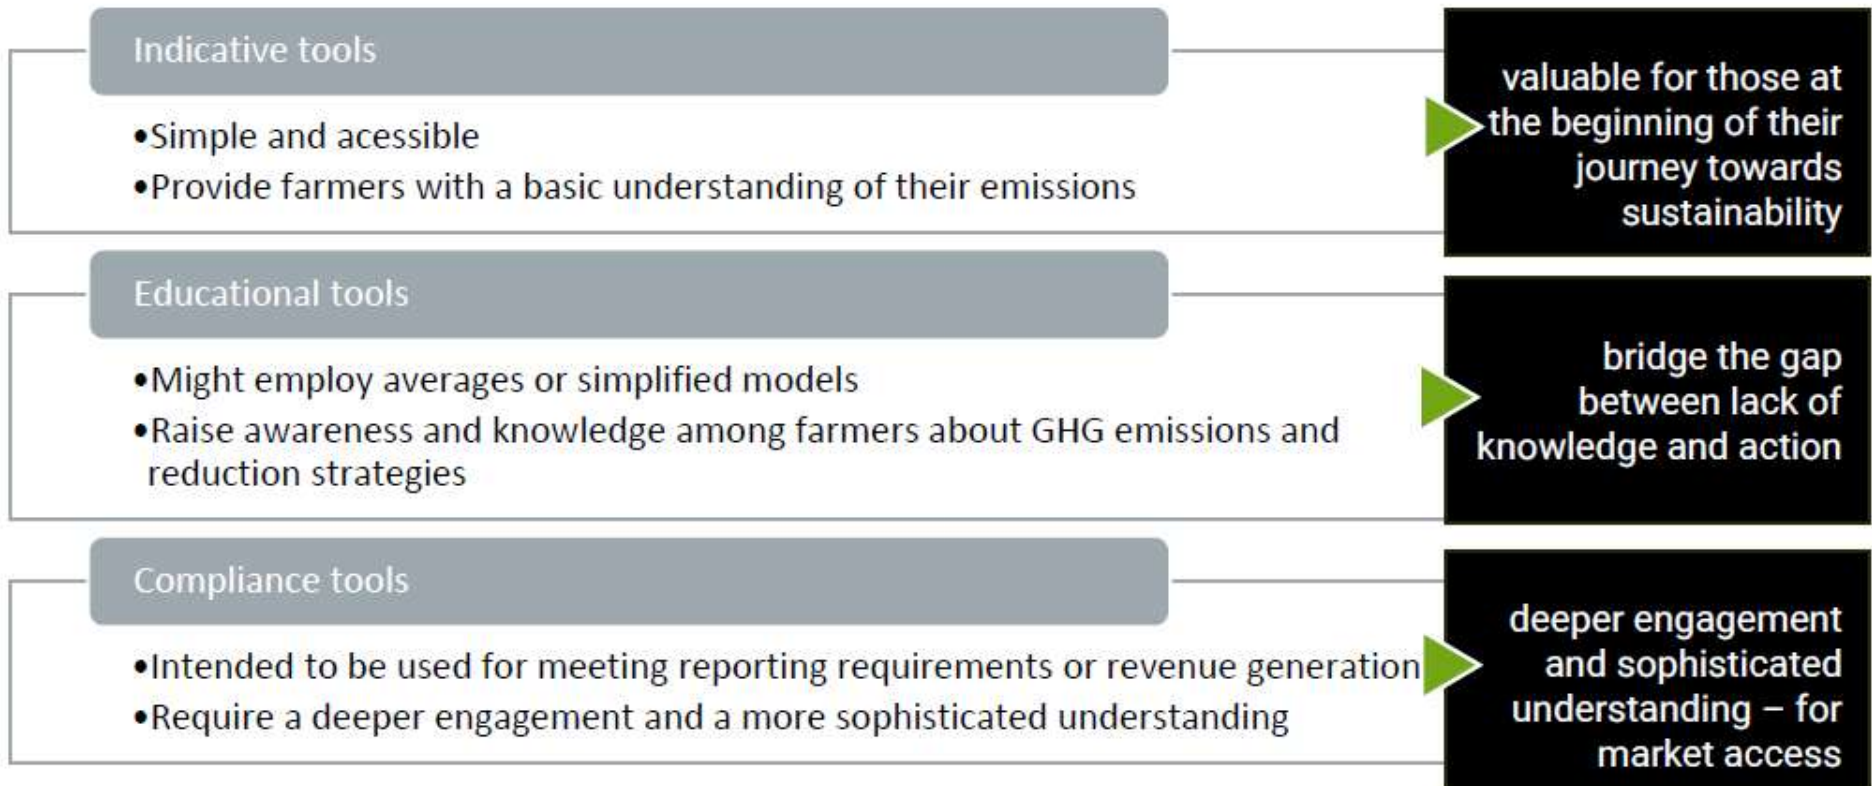 Indicative tools
•Simple and acessible
•Provide farmers with a basic understanding of their emissions
valuable for those at
the beginning of their
journey towards
sustainability
Educational tools
•Might employ averages or simplified models
•Raise awareness and knowledge among farmers about GHG emissions and
reduction strategies
bridge the gap
between lack of
knowledge and action
Compliance tools
•Intended to be used for meeting reporting requirements or revenue generation
•Require a deeper engagement and a more sophisticated understanding
deeper engagement
and sophisticated
understanding – for
market access